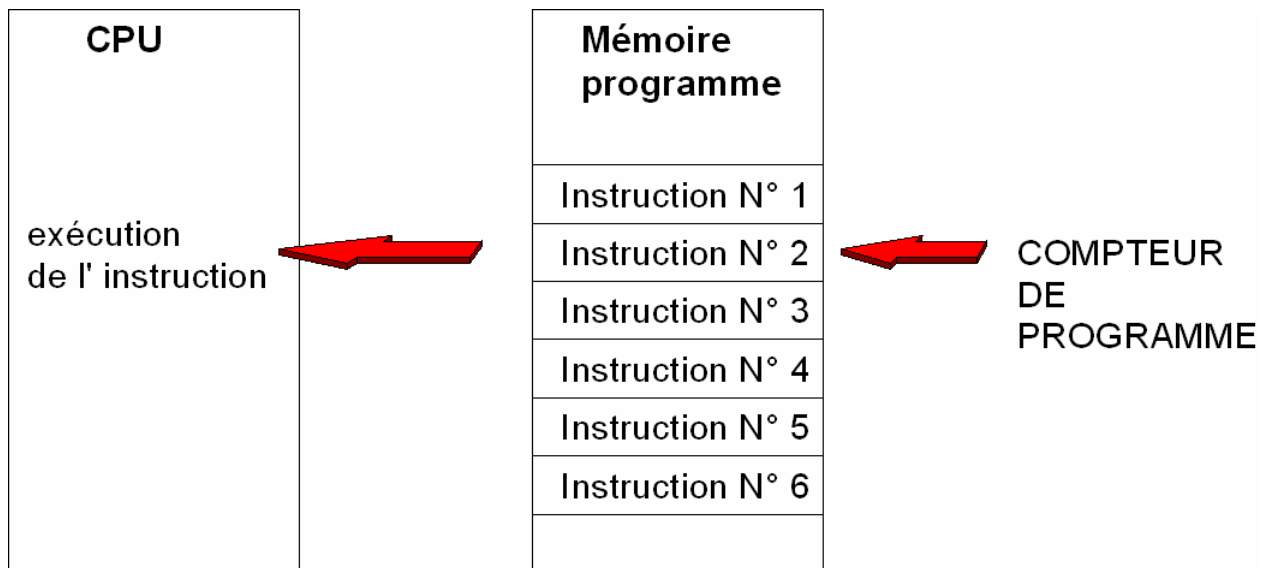 CPU
exécution
de l' instruction
Mémoire
programme
Instruction N° 1
Instruction N° 2
Instruction N° 3
Instruction N° 4
Instruction N° 5
Instruction N° 6
COMPTEUR
DE
PROGRAMME